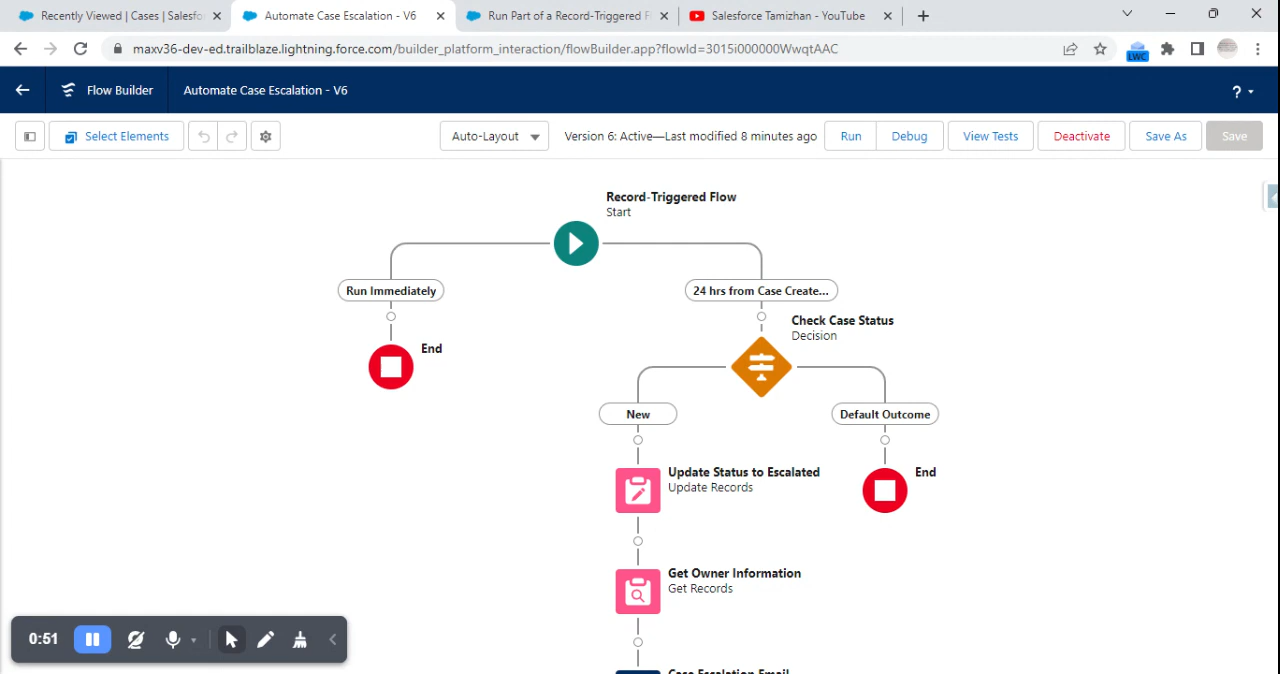 Recently Viewed | Cases | Salesfo
Automate Case Escalation - V6
Run Part of a Record-Triggered F
Salesforce Tamizhan - YouTube
maxv36-dev-ed.trailblaze.lightning.force.com/builder_platform_interaction/flowBuilder.app?flowId=3015i000000WwqtAAC
LWC
Flow Builder
Automate Case Escalation - V6
?
Select Elements
Auto-Layout
Version 6: Active—Last modified 8 minutes ago
Run
Debug
View Tests
Deactivate
Save As
Save
Record-Triggered Flow
Start
Run Immediately
24 hrs from Case Create...
End
Check Case Status
Decision
New
Default Outcome
Update Status to Escalated
Update Records
End
Get Owner Information
Get Records
Case Escalation Email
0:51